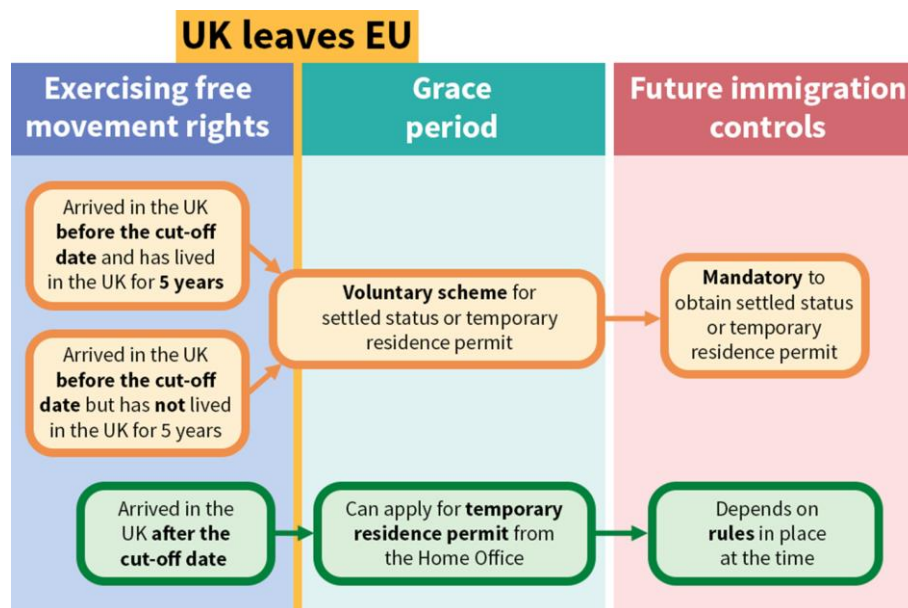 UK leaves EU
Exercising free
movement rights
Grace
period
Future immigration
controls
Arrived in the UK
before the cut-off
date and has lived
in the UK for 5 years
Arrived in the UK
before the cut-off
date but has not lived
in the UK for 5 years
Voluntary scheme for
settled status or temporary
residence permit
Mandatory to
obtain settled status
or temporary
residence permit
Arrived in the
UK after the
cut-off date
Can apply for temporary
residence permit from
the Home Office
Depends on
rules in place
at the time